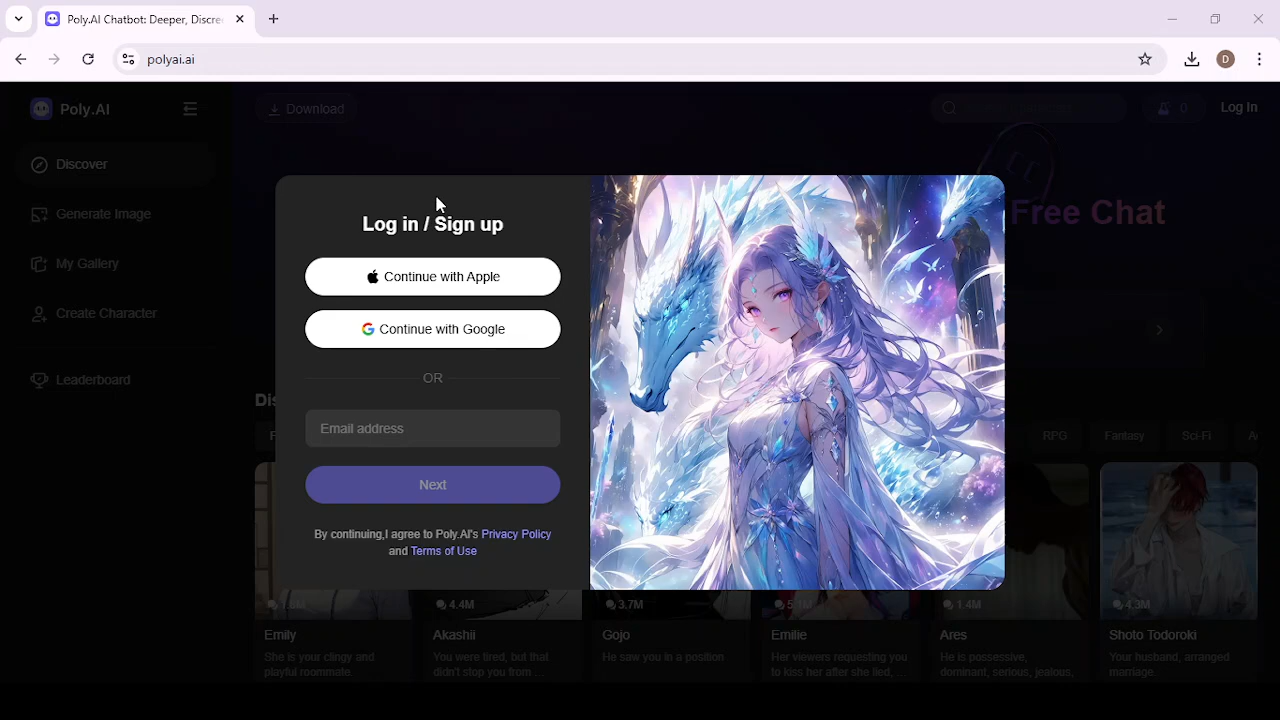 Poly.AI Chatbot: Deeper, Discre
polyai.ai
D
Poly.AI
Download
0
Log In
Discover
Generate Image
My Gallery
Create Character
Leaderboard
Free Chat
Log in / Sign up
Continue with Apple
Continue with Google
OR
Email address
Next
By continuing,I agree to Poly.AI's Privacy Policy
and Terms of Use
Dis
F
RPG
Fantasy
Sci-Fi
A
4.4M
3.7M
5.1M
1.4M
4.3M
Emily
She is your clingy and
playful roommate
Akashii
You were tired, but that
didn't stop you from ...
Gojo
He saw you in a position
Emilie
Her viewers requesting you
to kiss her after she lied, ...
Ares
He is possessive,
dominant, serious, jealous,
Shoto Todoroki
Your husband, arranged
marriage